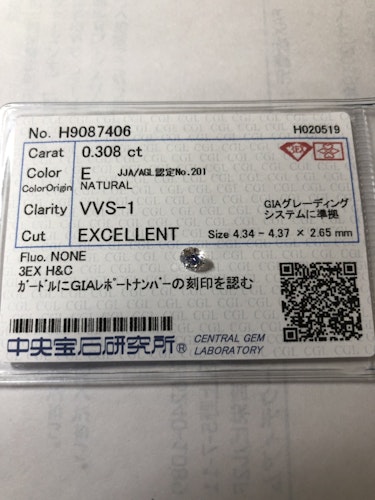 No. H9087406 H020519
Carat 0.308 ct
Color E JJA/AGL認定No.201
ColorOrigin NATURAL
Clarity VVS-1 GIAグレーディング
システムに準拠
Cut EXCELLENT Size 4.34 - 4.37 × 2.65 mm
Fluo. NONE
3EX H&C
ガードルにGIAレポートナンバーの刻印を認む
中央宝石研究所® CENTRAL GEM
LABORATORY